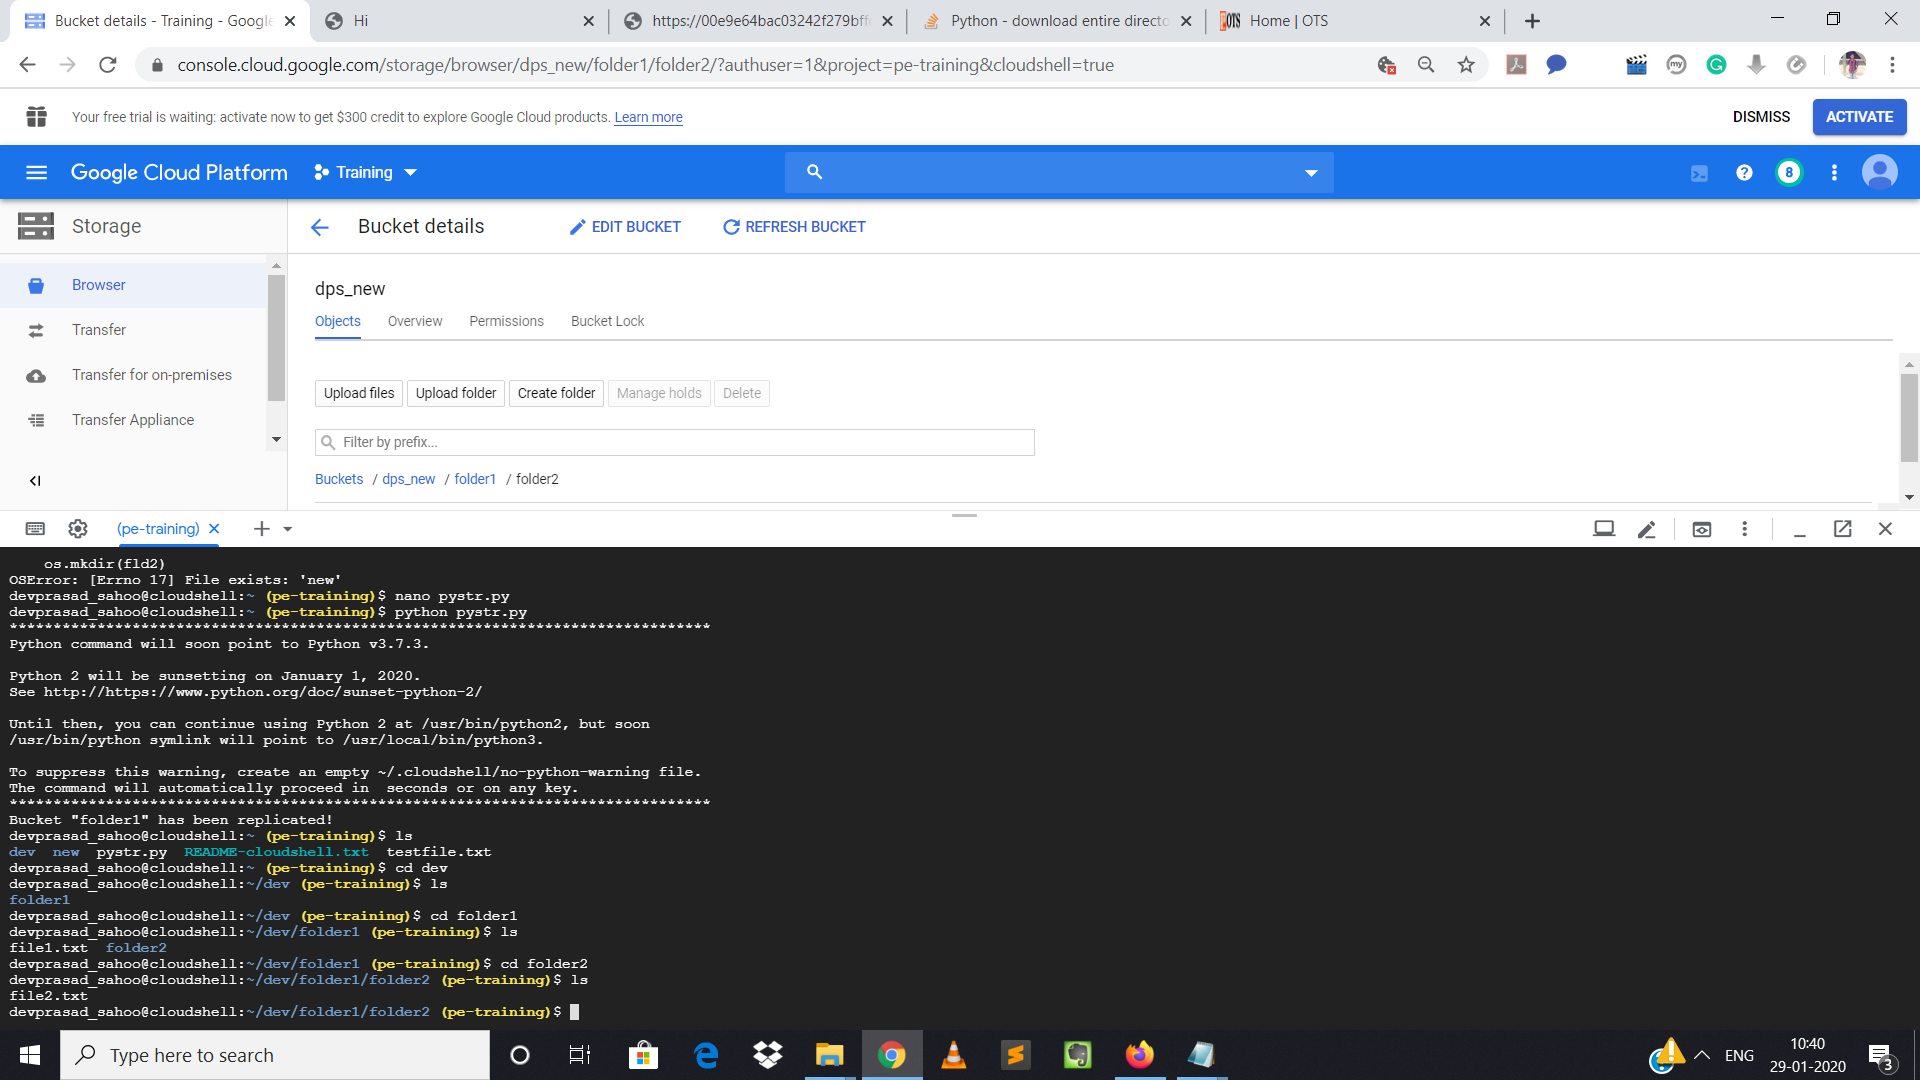 Bucket details - Training - Google
Hi
https://00e9e64bac03242f279bff
Python - download entire directo
OTS Home | OTS
console.cloud.google.com/storage/browser/dps_new/folder1/folder2/?authuser=1&project=pe-training&cloudshell=true
my
Your free trial is waiting: activate now to get $300 credit to explore Google Cloud products. Learn more
DISMISS
ACTIVATE
Google Cloud Platform
Training
8
Storage
Bucket details
EDIT BUCKET
REFRESH BUCKET
Browser
Transfer
Transfer for on-premises
Transfer Appliance
dps_new
Objects Overview Permissions Bucket Lock
Upload files Upload folder Create folder Manage holds Delete
Filter by prefix...
Buckets / dps_new / folder1 / folder2
(pe-training)
os.mkdir(fld2)
OSError: [Errno 17] File exists: 'new'
devprasad_sahoo@cloudshell:~ (pe-training)$ nano pystr.py
devprasad_sahoo@cloudshell:~ (pe-training)$ python pystr.py
********************************************************************************
Python command will soon point to Python v3.7.3.
Python 2 will be sunsetting on January 1, 2020.
See http://https://www.python.org/doc/sunset-python-2/
Until then, you can continue using Python 2 at /usr/bin/python2, but soon
/usr/bin/python symlink will point to /usr/local/bin/python3.
To suppress this warning, create an empty ~/.cloudshell/no-python-warning file.
The command will automatically proceed in  seconds or on any key.
********************************************************************************
Bucket "folder1" has been replicated!
devprasad_sahoo@cloudshell:~ (pe-training)$ ls
dev  new  pystr.py  README-cloudshell.txt  testfile.txt
devprasad_sahoo@cloudshell:~ (pe-training)$ cd dev
devprasad_sahoo@cloudshell:~/dev (pe-training)$ ls
folder1
devprasad_sahoo@cloudshell:~/dev (pe-training)$ cd folder1
devprasad_sahoo@cloudshell:~/dev/folder1 (pe-training)$ ls
file1.txt  folder2
devprasad_sahoo@cloudshell:~/dev/folder1 (pe-training)$ cd folder2
devprasad_sahoo@cloudshell:~/dev/folder1/folder2 (pe-training)$ ls
file2.txt
devprasad_sahoo@cloudshell:~/dev/folder1/folder2 (pe-training)$
Type here to search
ENG
10:40
29-01-2020
3